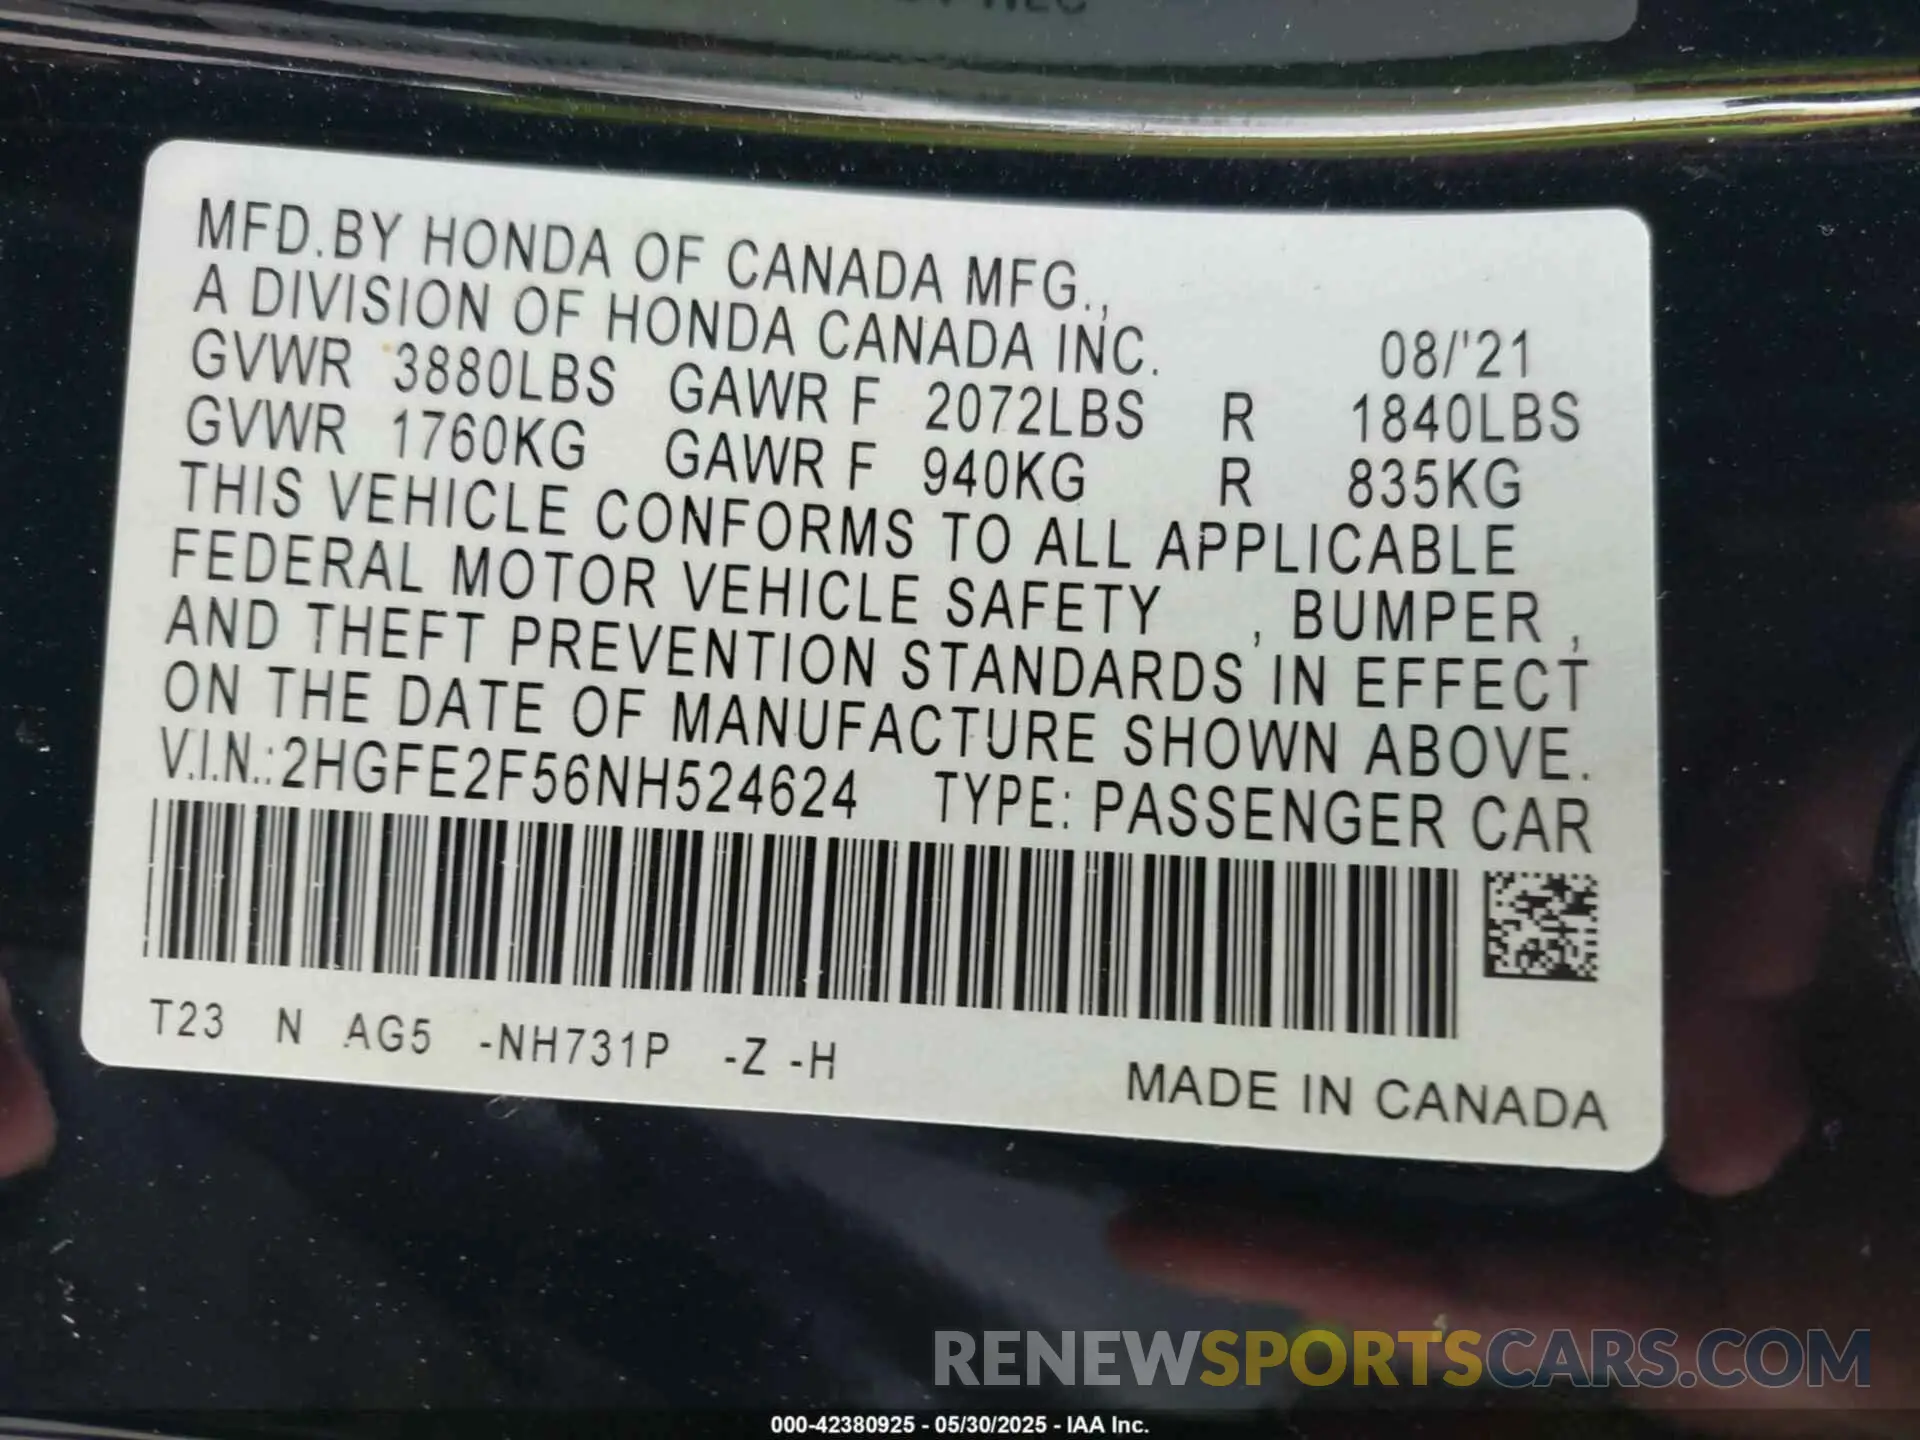 MFD.BY HONDA OF CANADA MFG.,
A DIVISION OF HONDA CANADA INC. 08/'21
GVWR 3880LBS GAWR F 2072LBS R 1840LBS
GVWR 1760KG GAWR F 940KG R 835KG
THIS VEHICLE CONFORMS TO ALL APPLICABLE
FEDERAL MOTOR VEHICLE SAFETY , BUMPER ,
AND THEFT PREVENTION STANDARDS IN EFFECT
ON THE DATE OF MANUFACTURE SHOWN ABOVE.
V.I.N.:2HGFE2F56NH524624 TYPE: PASSENGER CAR
T23 N AG5 -NH731P -Z -H
MADE IN CANADA
RENEWSPORTSCARS.COM
000-42380925 - 05/30/2025 - IAA Inc.